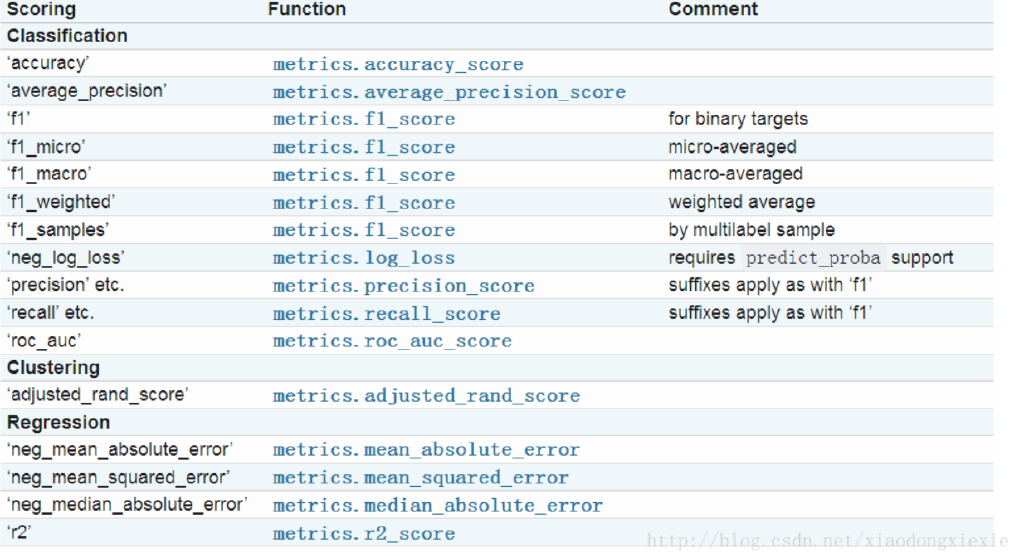 Scoring Function Comment
Classification
‘accuracy’ metrics.accuracy_score
‘average_precision’ metrics.average_precision_score
‘f1’ metrics.f1_score for binary targets
‘f1_micro’ metrics.f1_score micro-averaged
‘f1_macro’ metrics.f1_score macro-averaged
‘f1_weighted’ metrics.f1_score weighted average
‘f1_samples’ metrics.f1_score by multilabel sample
‘neg_log_loss’ metrics.log_loss requires predict_proba support
‘precision’ etc. metrics.precision_score suffixes apply as with ‘f1’
‘recall’ etc. metrics.recall_score suffixes apply as with ‘f1’
‘roc_auc’ metrics.roc_auc_score
Clustering
‘adjusted_rand_score’ metrics.adjusted_rand_score
Regression
‘neg_mean_absolute_error’ metrics.mean_absolute_error
‘neg_mean_squared_error’ metrics.mean_squared_error
‘neg_median_absolute_error’ metrics.median_absolute_error
‘r2’ metrics.r2_score
http://blog.csdn.net/xiaodongxiexie